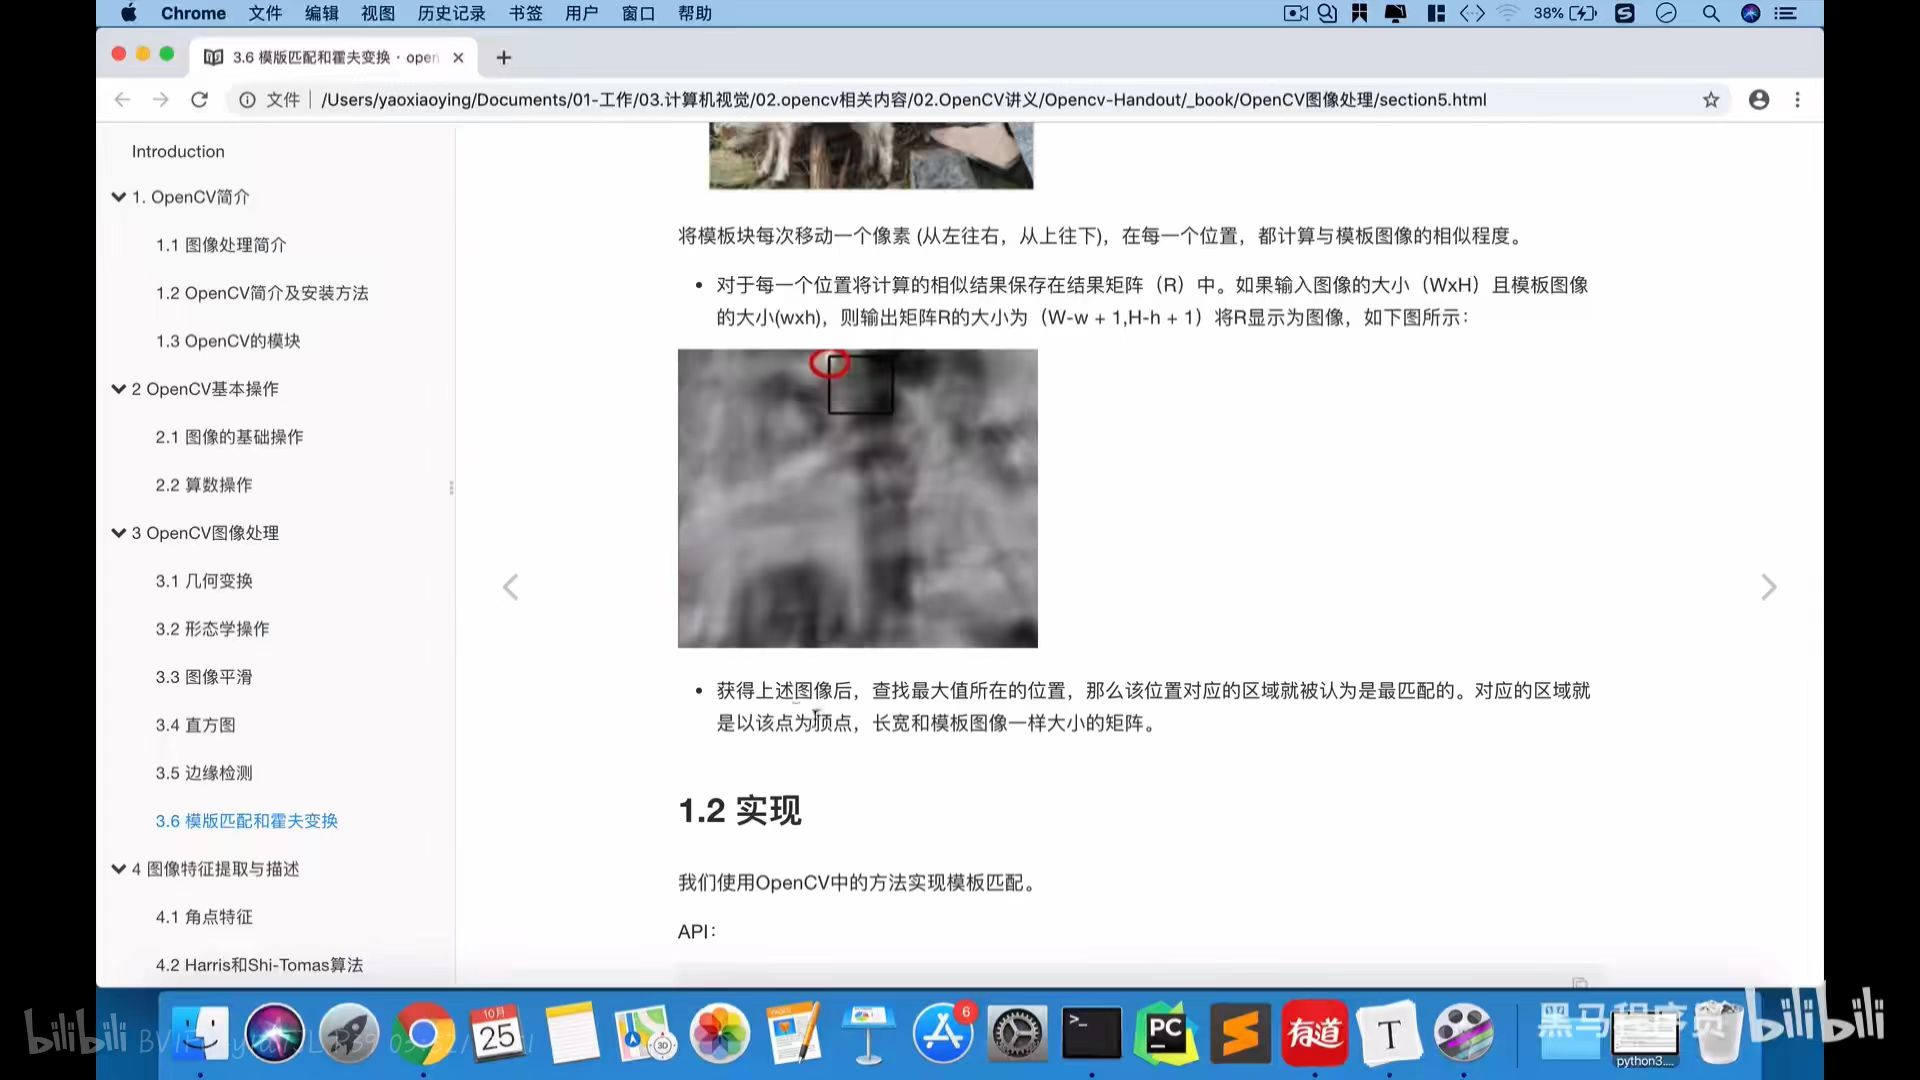 Chrome 文件 编辑 视图 历史记录 书签 用户 窗口 帮助 38%
3.6 模版匹配和霍夫变换 · open
文件 /Users/yaoxiaoying/Documents/01-工作/03.计算机视觉/02.opencv相关内容/02.OpenCV讲义/Opencv-Handout/_book/OpenCV图像处理/section5.html
Introduction
1. OpenCV简介
1.1 图像处理简介
1.2 OpenCV简介及安装方法
1.3 OpenCV的模块
2 OpenCV基本操作
2.1 图像的基础操作
2.2 算数操作
3 OpenCV图像处理
3.1 几何变换
3.2 形态学操作
3.3 图像平滑
3.4 直方图
3.5 边缘检测
3.6 模版匹配和霍夫变换
4 图像特征提取与描述
4.1 角点特征
4.2 Harris和Shi-Tomas算法
将模板块每次移动一个像素 (从左往右，从上往下)，在每一个位置，都计算与模板图像的相似程度。
对于每一个位置将计算的相似结果保存在结果矩阵（R）中。如果输入图像的大小（WxH）且模板图像
的大小(wxh)，则输出矩阵R的大小为（W-w + 1,H-h + 1）将R显示为图像，如下图所示：
获得上述图像后，查找最大值所在的位置，那么该位置对应的区域就被认为是最匹配的。对应的区域就
是以该点为顶点，长宽和模板图像一样大小的矩阵。
1.2 实现
我们使用OpenCV中的方法实现模板匹配。
API：
10月
25
3D
6
PC
有道
T
python3....
黑马程序员
bilibili
bilibili